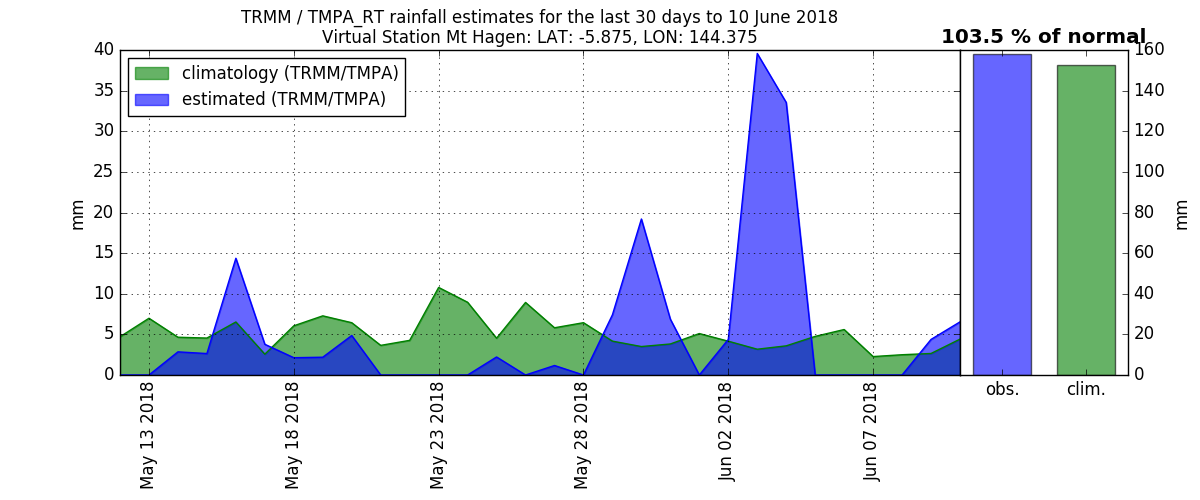 TRMM / TMPA_RT rainfall estimates for the last 30 days to 10 June 2018
Virtual Station Mt Hagen: LAT: -5.875, LON: 144.375
103.5 % of normal
climatology (TRMM/TMPA)
estimated (TRMM/TMPA)
40
35
30
25
20
15
10
5
0
mm
160
140
120
100
80
60
40
20
0
mm
May 13 2018
May 18 2018
May 23 2018
May 28 2018
Jun 02 2018
Jun 07 2018
obs.
clim.